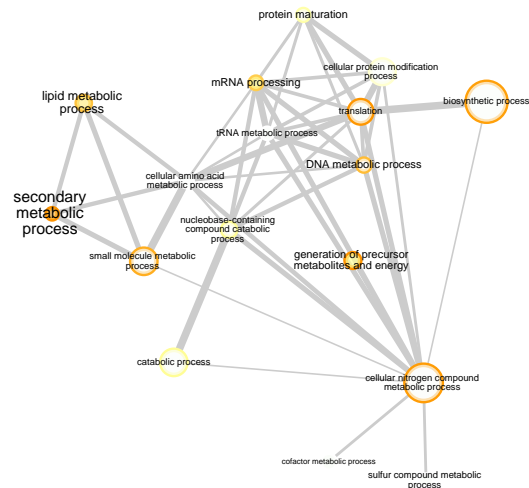 protein maturation
cellular protein modification
process
mRNA processing
lipid metabolic
process
biosynthetic process
translation
tRNA metabolic process
DNA metabolic process
cellular amino acid
metabolic process
secondary
metabolic
process
nucleobase-containing
compound catabolic
process
small molecule metabolic
process
generation of precursor
metabolites and energy
catabolic process
cellular nitrogen compound
metabolic process
cofactor metabolic process
sulfur compound metabolic
process